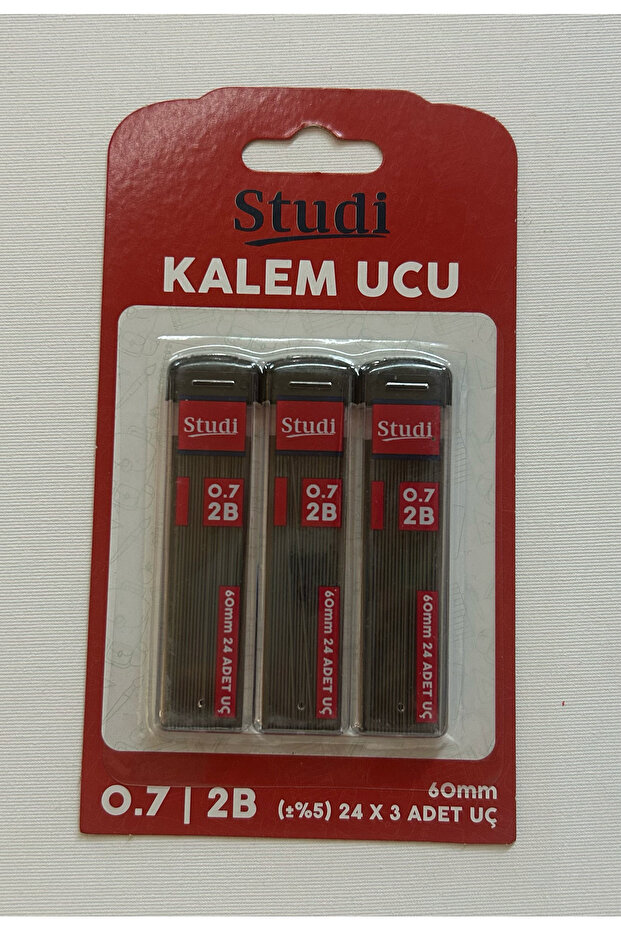 Studi
KALEM UCU
Studi
0.7
2B
60mm 24 ADET UÇ
Studi
0.7
2B
60mm 24 ADET UÇ
Studi
0.7
2B
60mm 24 ADET UÇ
0.7 | 2B
60mm
(±%5) 24 X 3 ADET UÇ